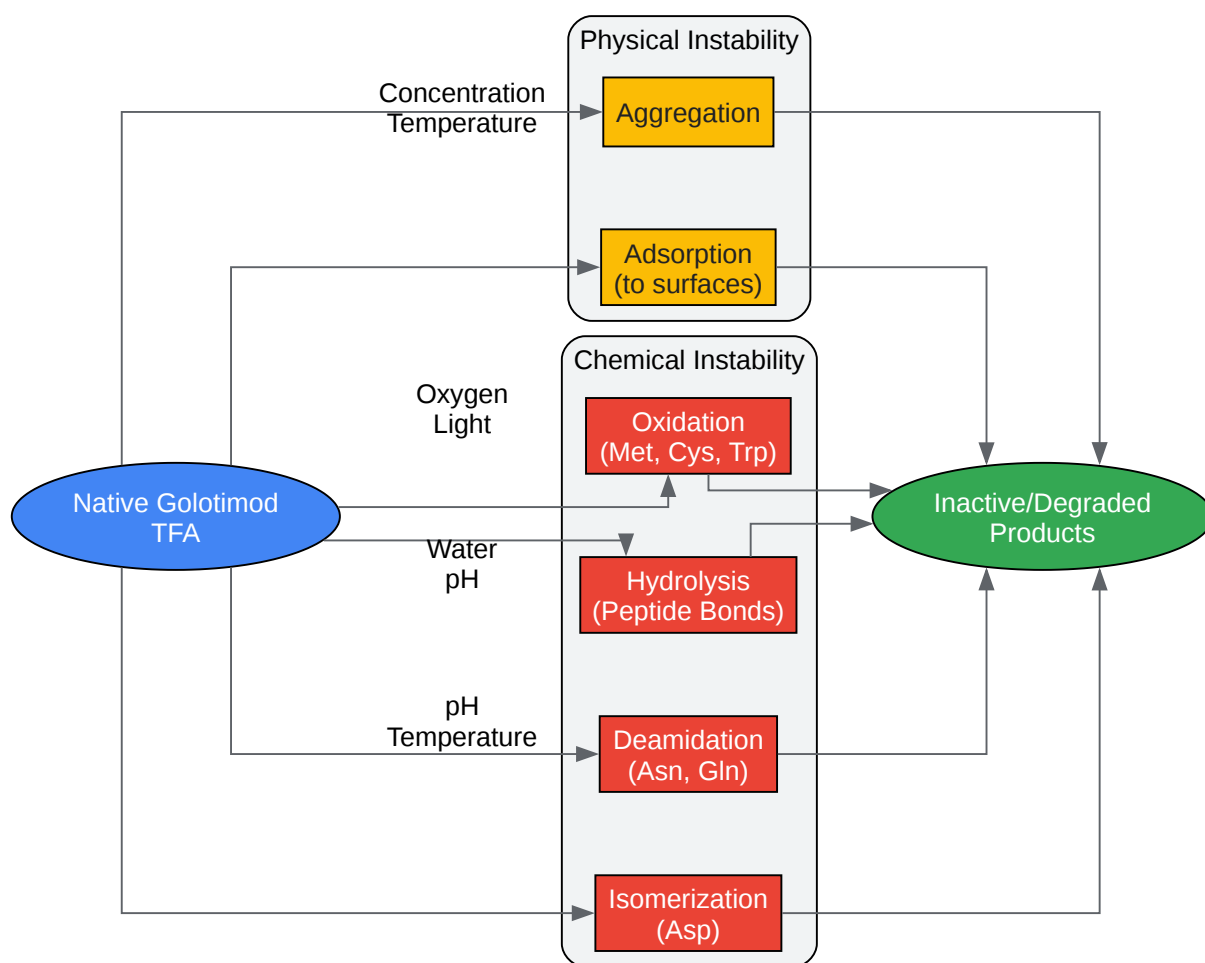 Physical Instability
Concentration
Temperature
Aggregation
Adsorption
(to surfaces)
Chemical Instability
Oxygen
Light
Oxidation
(Met, Cys, Trp)
Native Golotimod
TFA
Inactive/Degraded
Products
Water
pH
Hydrolysis
(Peptide Bonds)
pH
Temperature
Deamidation
(Asn, Gln)
Isomerization
(Asp)